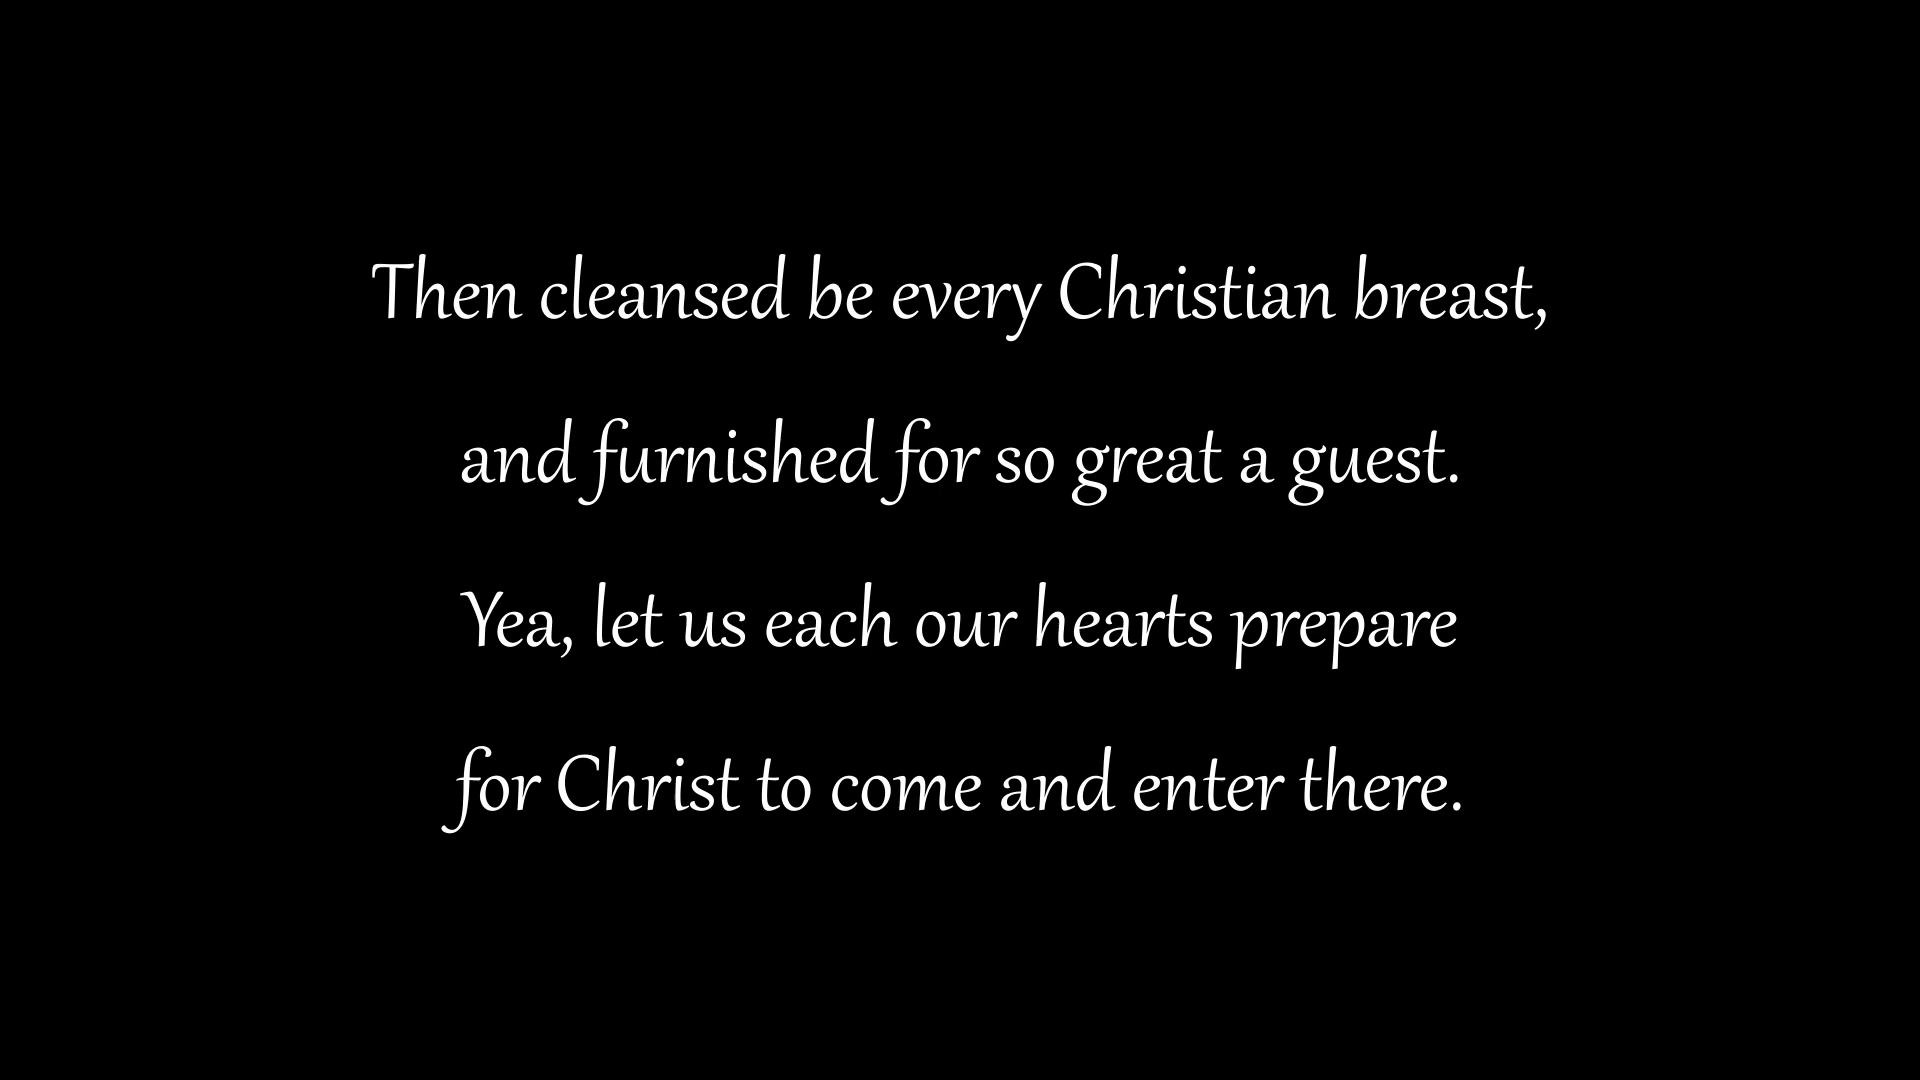 Then cleansed be every Christian breast,
and furnished for so great a guest.
Yea, let us each our hearts prepare
for Christ to come and enter there.